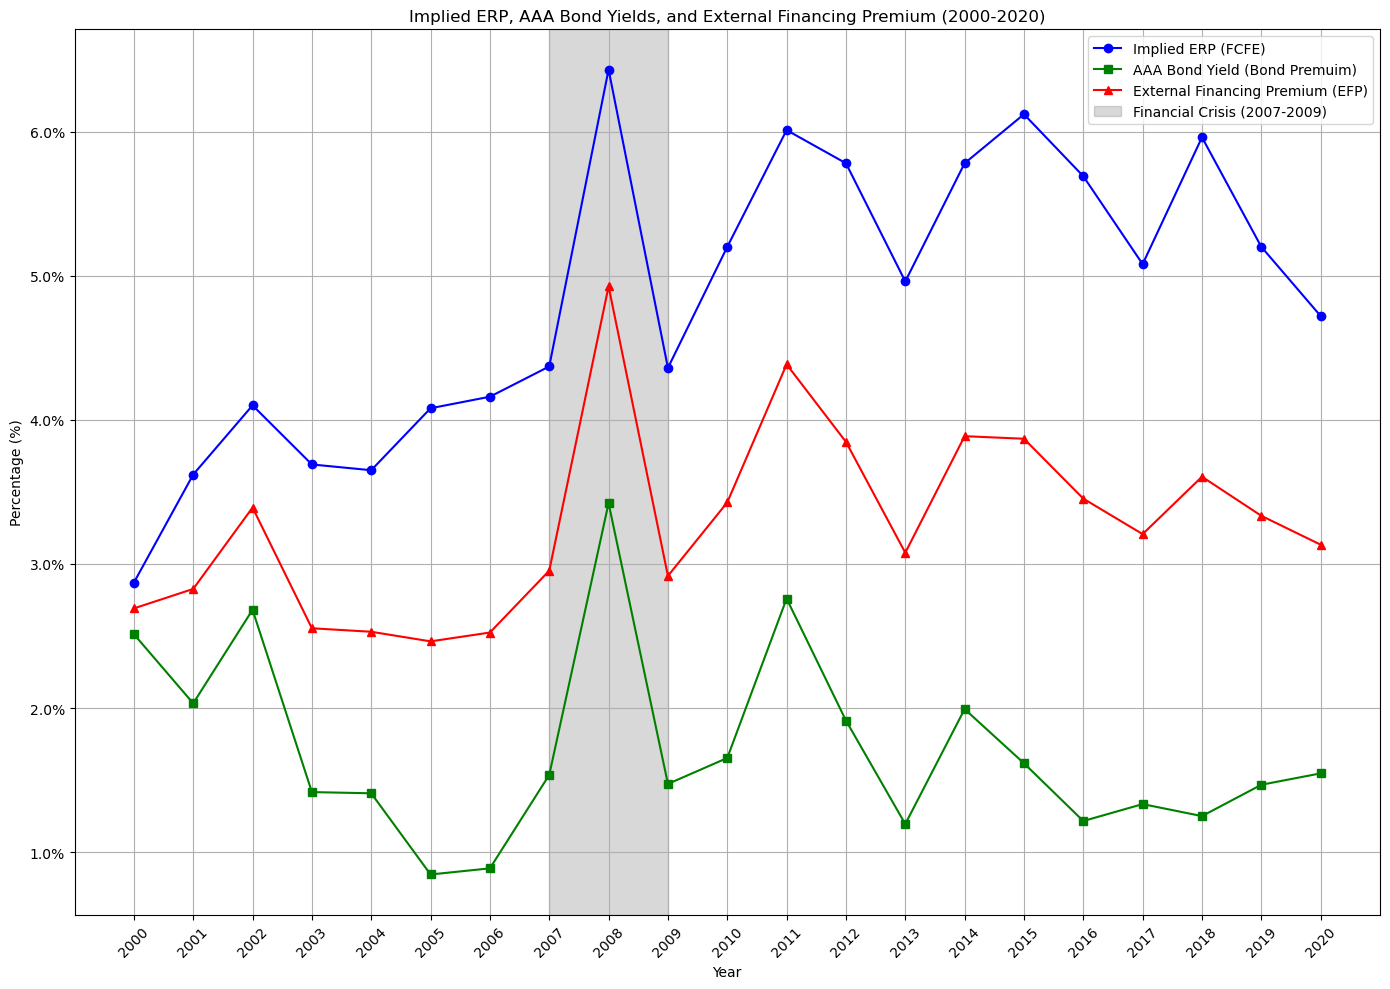 Implied ERP, AAA Bond Yields, and External Financing Premium (2000-2020)
Implied ERP (FCFE)
AAA Bond Yield (Bond Premuim)
External Financing Premium (EFP)
Financial Crisis (2007-2009)
Percentage (%)
6.0%
5.0%
4.0%
3.0%
2.0%
1.0%
2000 2001 2002 2003 2004 2005 2006 2007 2008 2009 2010 2011 2012 2013 2014 2015 2016 2017 2018 2019 2020
Year